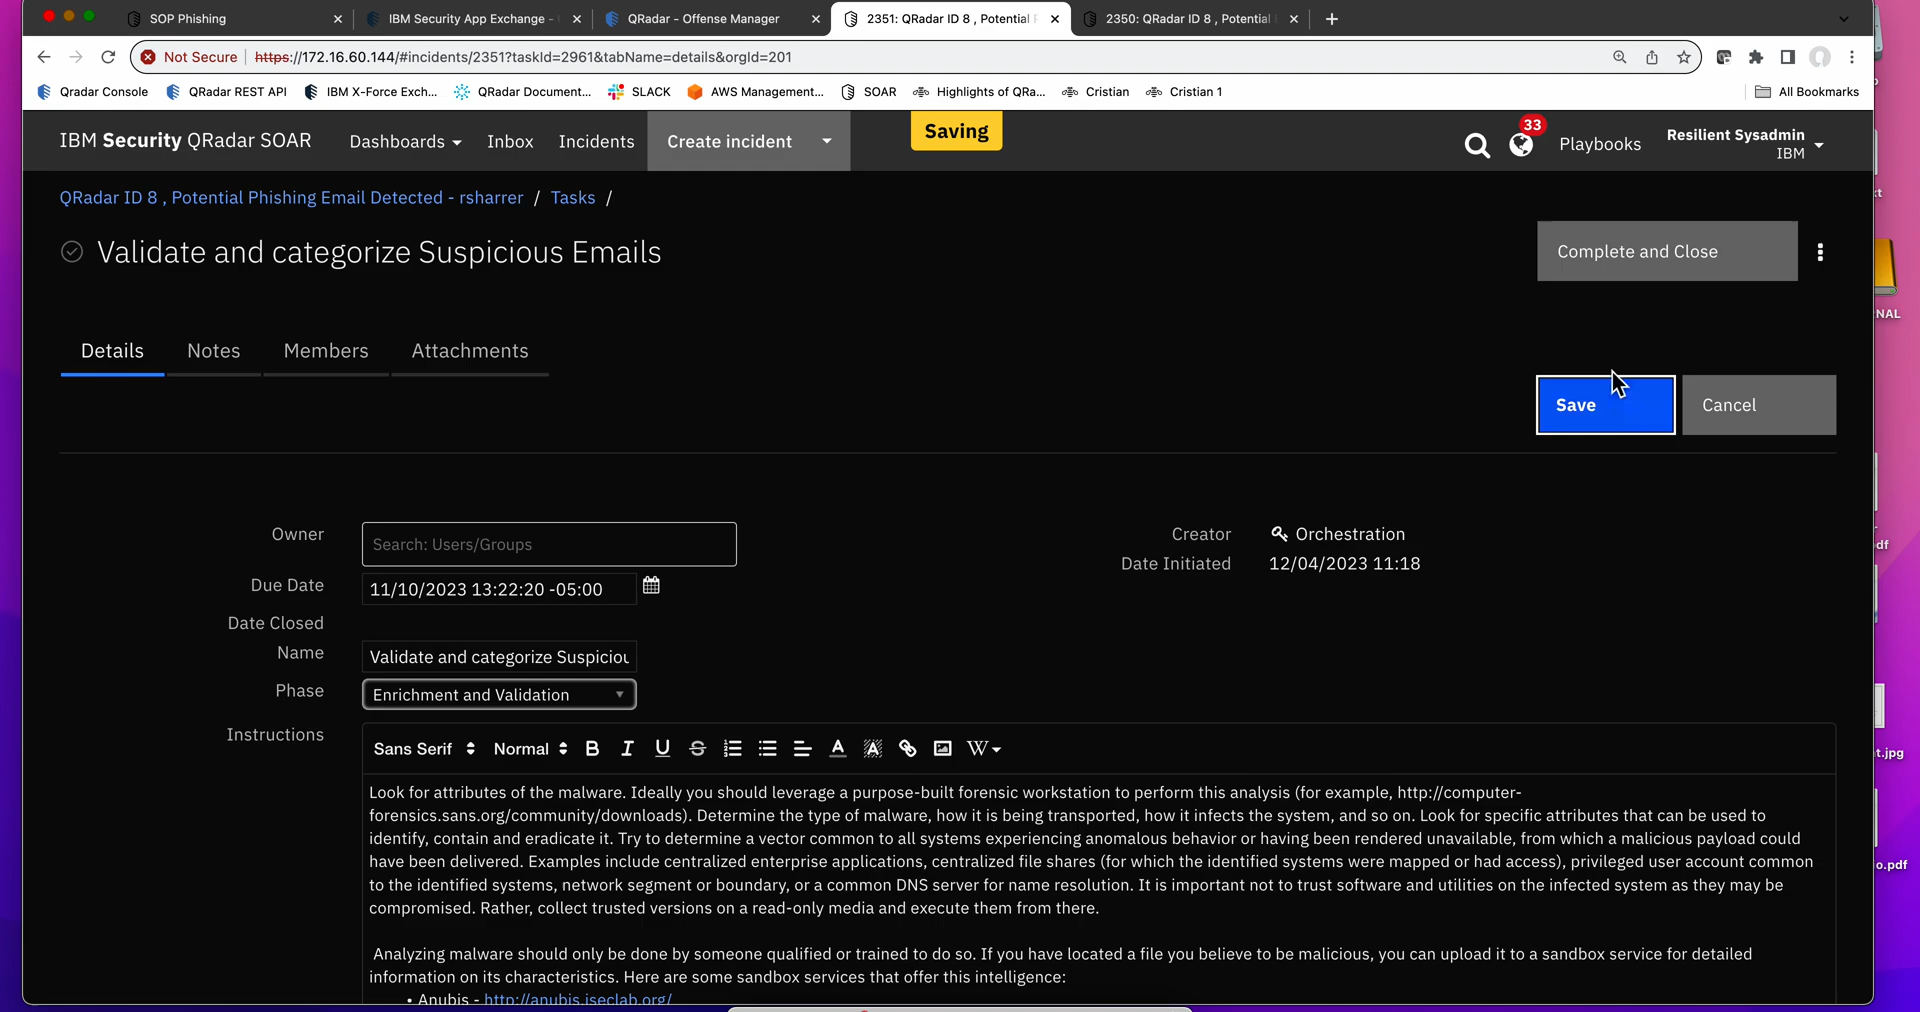 SOP Phishing
IBM Security App Exchange -
QRadar - Offense Manager
2351: QRadar ID 8 , Potential
2350: QRadar ID 8 , Potential
Not Secure
https://172.16.60.144/#incidents/2351?taskId=2961&tabName=details&orgId=201
Qradar Console
QRadar REST API
IBM X-Force Exch...
QRadar Document...
SLACK
AWS Management...
SOAR
Highlights of QRa...
Cristian
Cristian 1
All Bookmarks
IBM Security QRadar SOAR
Dashboards
Inbox
Incidents
Create incident
Saving
33
Playbooks
Resilient Sysadmin
IBM
QRadar ID 8 , Potential Phishing Email Detected - rsharrer / Tasks /
Validate and categorize Suspicious Emails
Complete and Close
NAL
Details
Notes
Members
Attachments
Save
Cancel
Owner
Search: Users/Groups
Creator
Orchestration
Due Date
11/10/2023 13:22:20 -05:00
Date Initiated
12/04/2023 11:18
Date Closed
Name
Validate and categorize Suspiciou
Phase
Enrichment and Validation
Instructions
Sans Serif
Normal
B I U S
A
A
W
t.jpg
Look for attributes of the malware. Ideally you should leverage a purpose-built forensic workstation to perform this analysis (for example, http://computer-
forensics.sans.org/community/downloads). Determine the type of malware, how it is being transported, how it infects the system, and so on. Look for specific attributes that can be used to
identify, contain and eradicate it. Try to determine a vector common to all systems experiencing anomalous behavior or having been rendered unavailable, from which a malicious payload could
have been delivered. Examples include centralized enterprise applications, centralized file shares (for which the identified systems were mapped or had access), privileged user account common
to the identified systems, network segment or boundary, or a common DNS server for name resolution. It is important not to trust software and utilities on the infected system as they may be
compromised. Rather, collect trusted versions on a read-only media and execute them from there.
o.pdf
Analyzing malware should only be done by someone qualified or trained to do so. If you have located a file you believe to be malicious, you can upload it to a sandbox service for detailed
information on its characteristics. Here are some sandbox services that offer this intelligence:
• Anubis - http://anubis.iseclab.org/